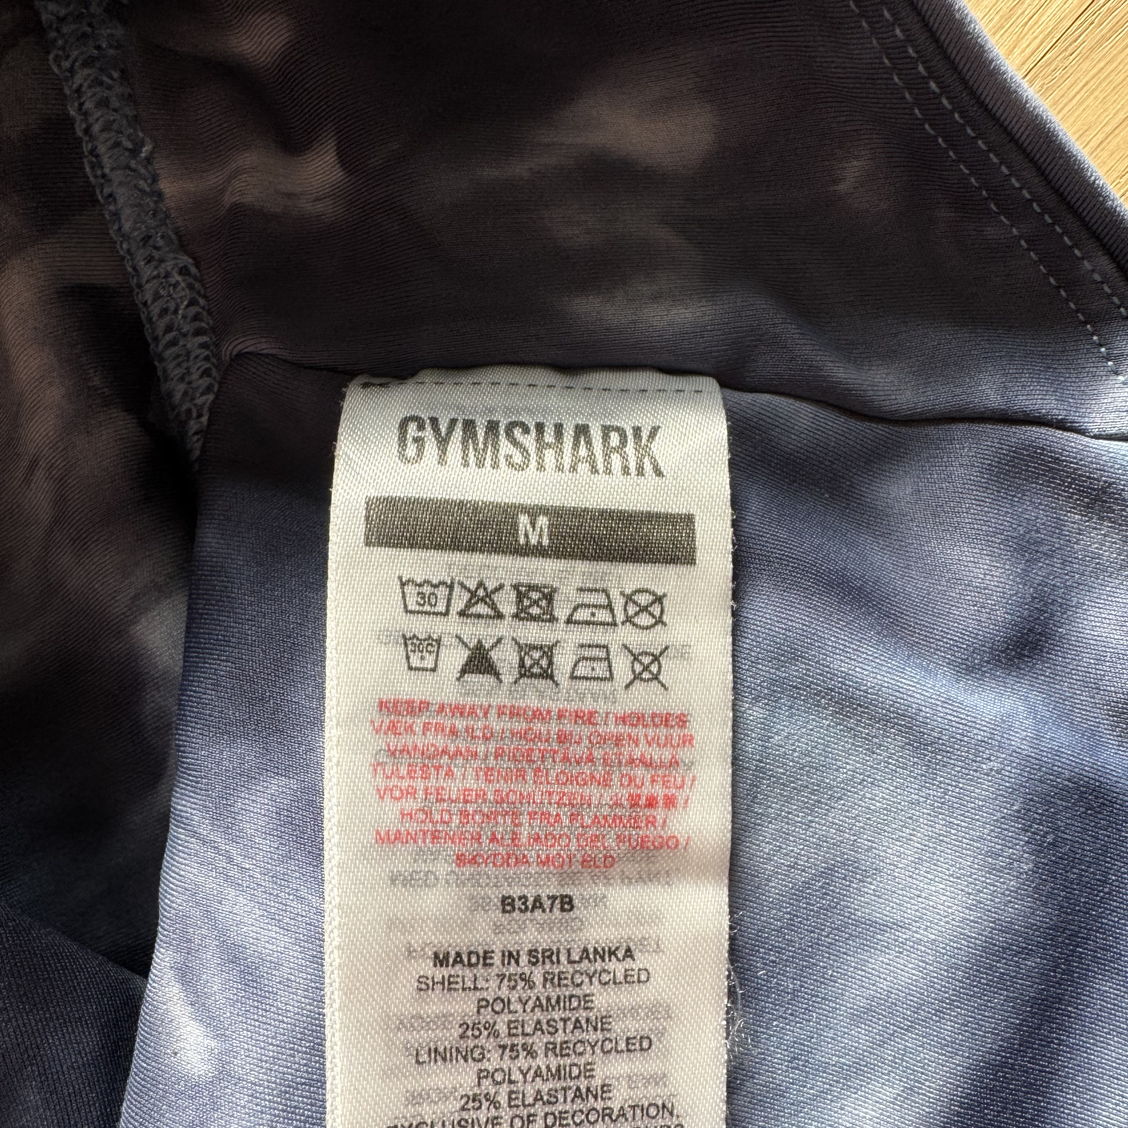 GYMSHARK
M
30
30C
KEEP AWAY FROM FIRE / HOLDES
VÆK FRA ILD / HOU BIJ OPEN VUUR
VANDAAN / PIDETTÄVÄ ETÄÄLLÄ
TULESTA / TENIR ÉLOIGNÉ DU FEU /
VOR FEUER SCHÜTZEN /
HOLD BORTE FRA FLAMMER /
MANTENER ALEJADO DEL FUEGO /
SKYDDA MOT ELD
B3A7B
MADE IN SRI LANKA
SHELL: 75% RECYCLED
POLYAMIDE
25% ELASTANE
LINING: 75% RECYCLED
POLYAMIDE
25% ELASTANE
EXCLUSIVE OF DECORATION.